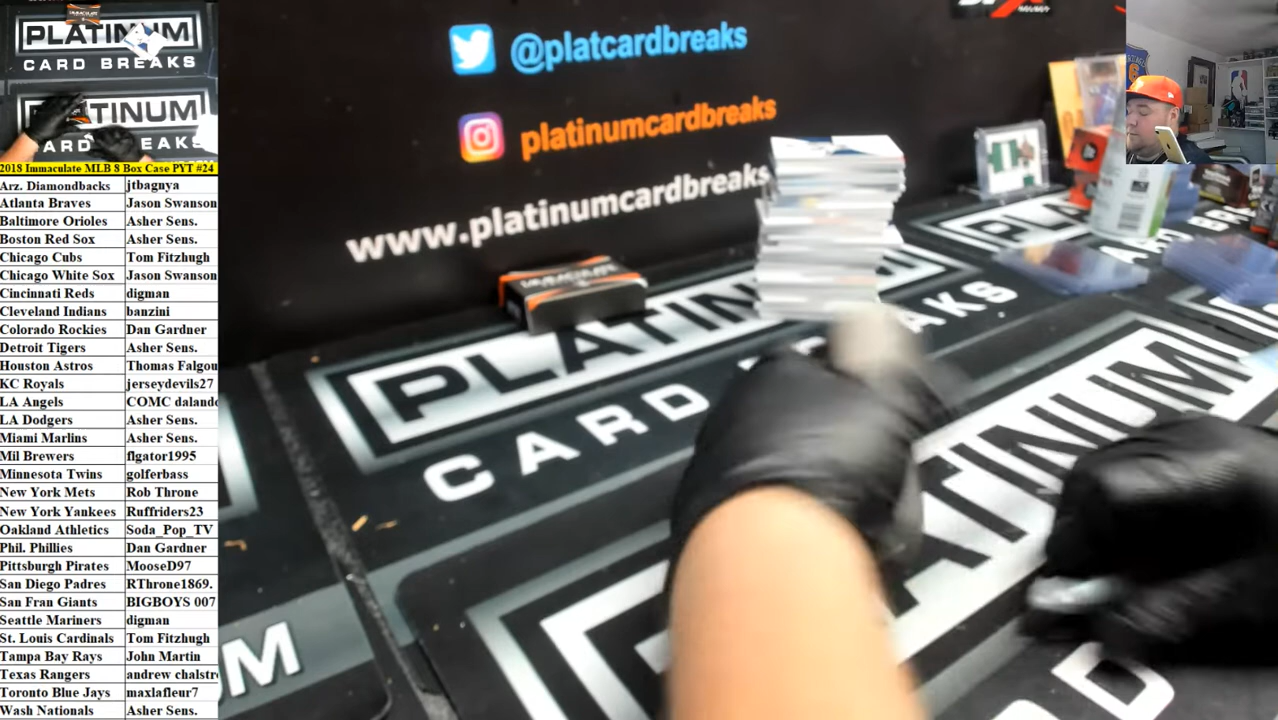 PLATINUM
CARD BREAKS
2018 Immaculate MLB 8 Box Case PYT #24
Arz. Diamondbacks jtbagnya
Atlanta Braves Jason Swanson
Baltimore Orioles Asher Sens.
Boston Red Sox Asher Sens.
Chicago Cubs Tom Fitzhugh
Chicago White Sox Jason Swanson
Cincinnati Reds digman
Cleveland Indians banzini
Colorado Rockies Dan Gardner
Detroit Tigers Asher Sens.
Houston Astros Thomas Falgou
KC Royals jerseydevils27
LA Angels COMC daland
LA Dodgers Asher Sens.
Miami Marlins Asher Sens.
Mil Brewers flgator1995
Minnesota Twins golferbass
New York Mets Rob Throne
New York Yankees Ruffriders23
Oakland Athletics Soda_Pop_TV
Phil. Phillies Dan Gardner
Pittsburgh Pirates MooseD97
San Diego Padres RThrone1869.
San Fran Giants BIGBOYS 007
Seattle Mariners digman
St. Louis Cardinals Tom Fitzhugh
Tampa Bay Rays John Martin
Texas Rangers andrew chalstr
Toronto Blue Jays maxlafleur7
Wash Nationals Asher Sens.
@platcardbreaks
platinumcardbreaks
www.platinumcardbreaks
IMMACULATE
PLATIN
CARD
AKS